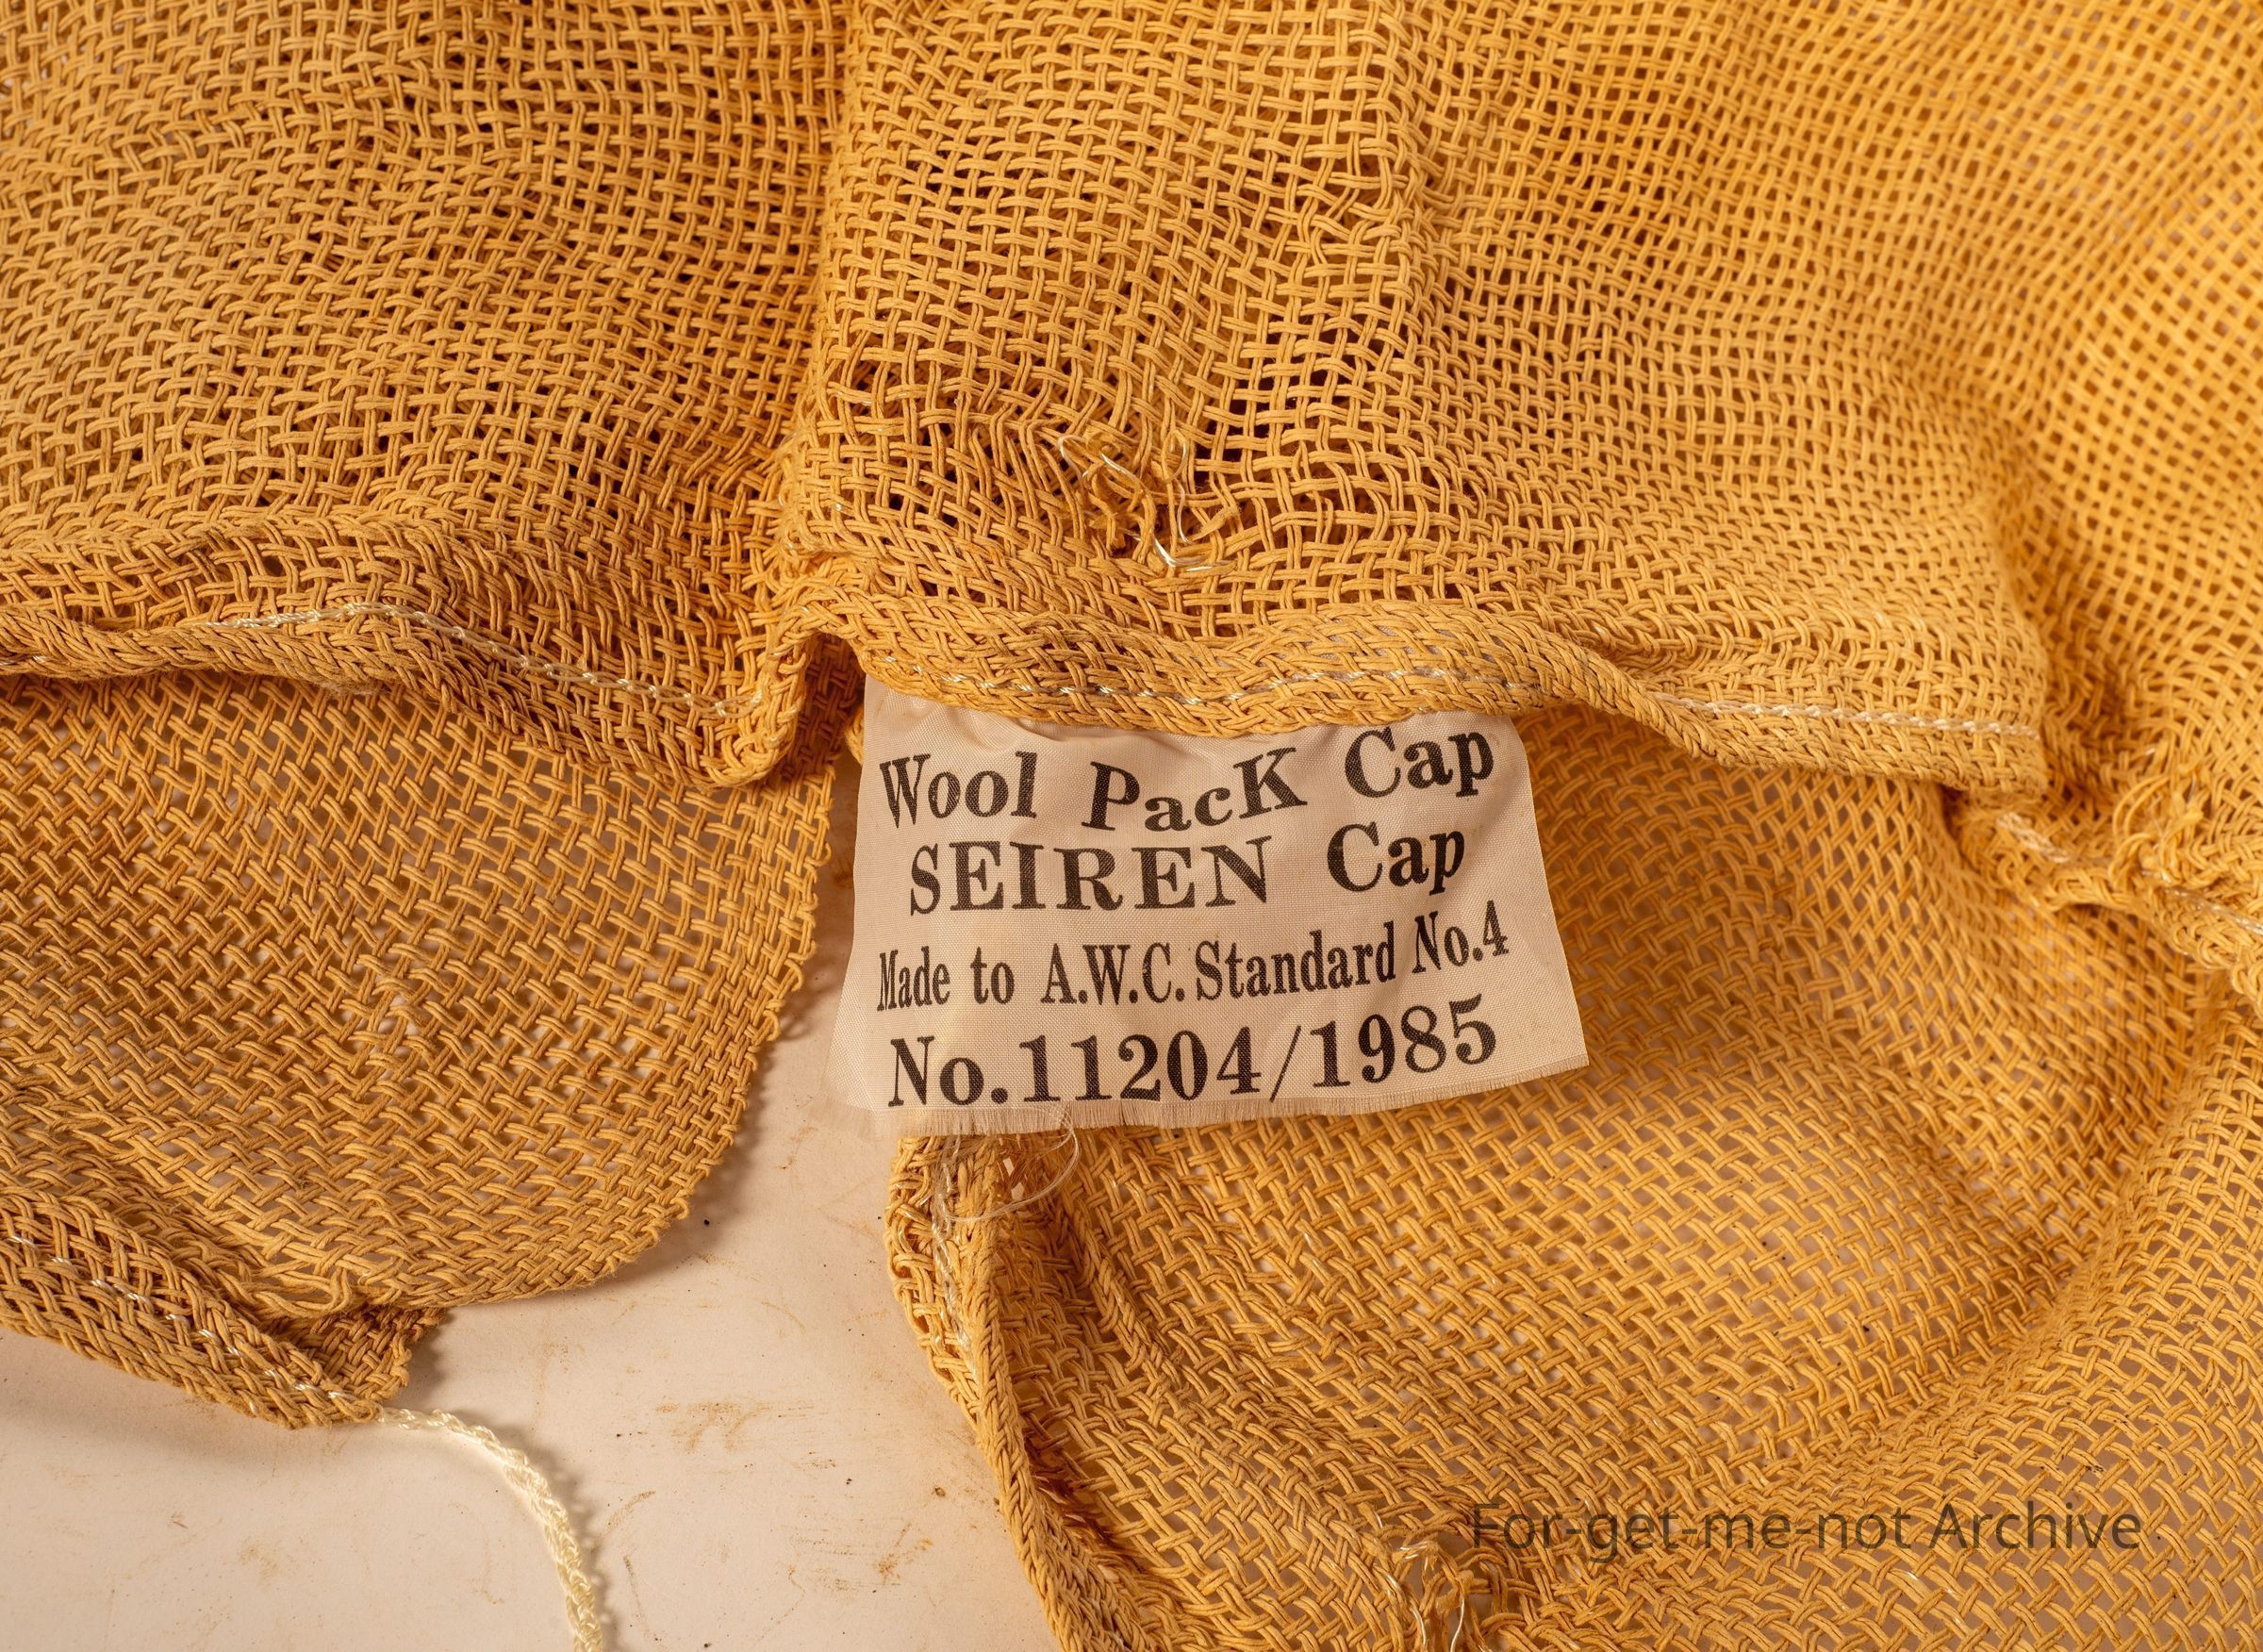 Wool PacK Cap
SEIREN Cap
Made to A.W.C. Standard No.4
No.11204/1985
For-get-me-not Archive